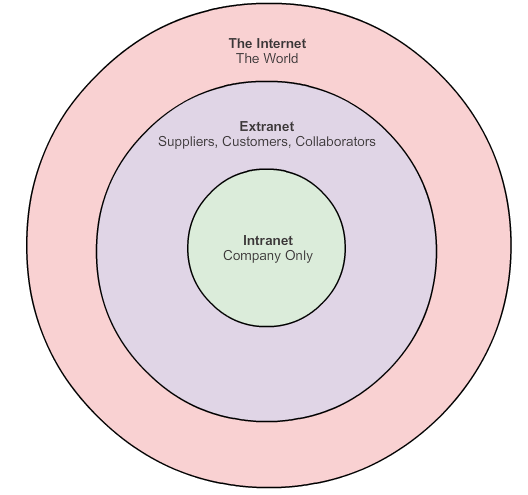 The Internet
The World
Extranet
Suppliers, Customers, Collaborators
Intranet
Company Only